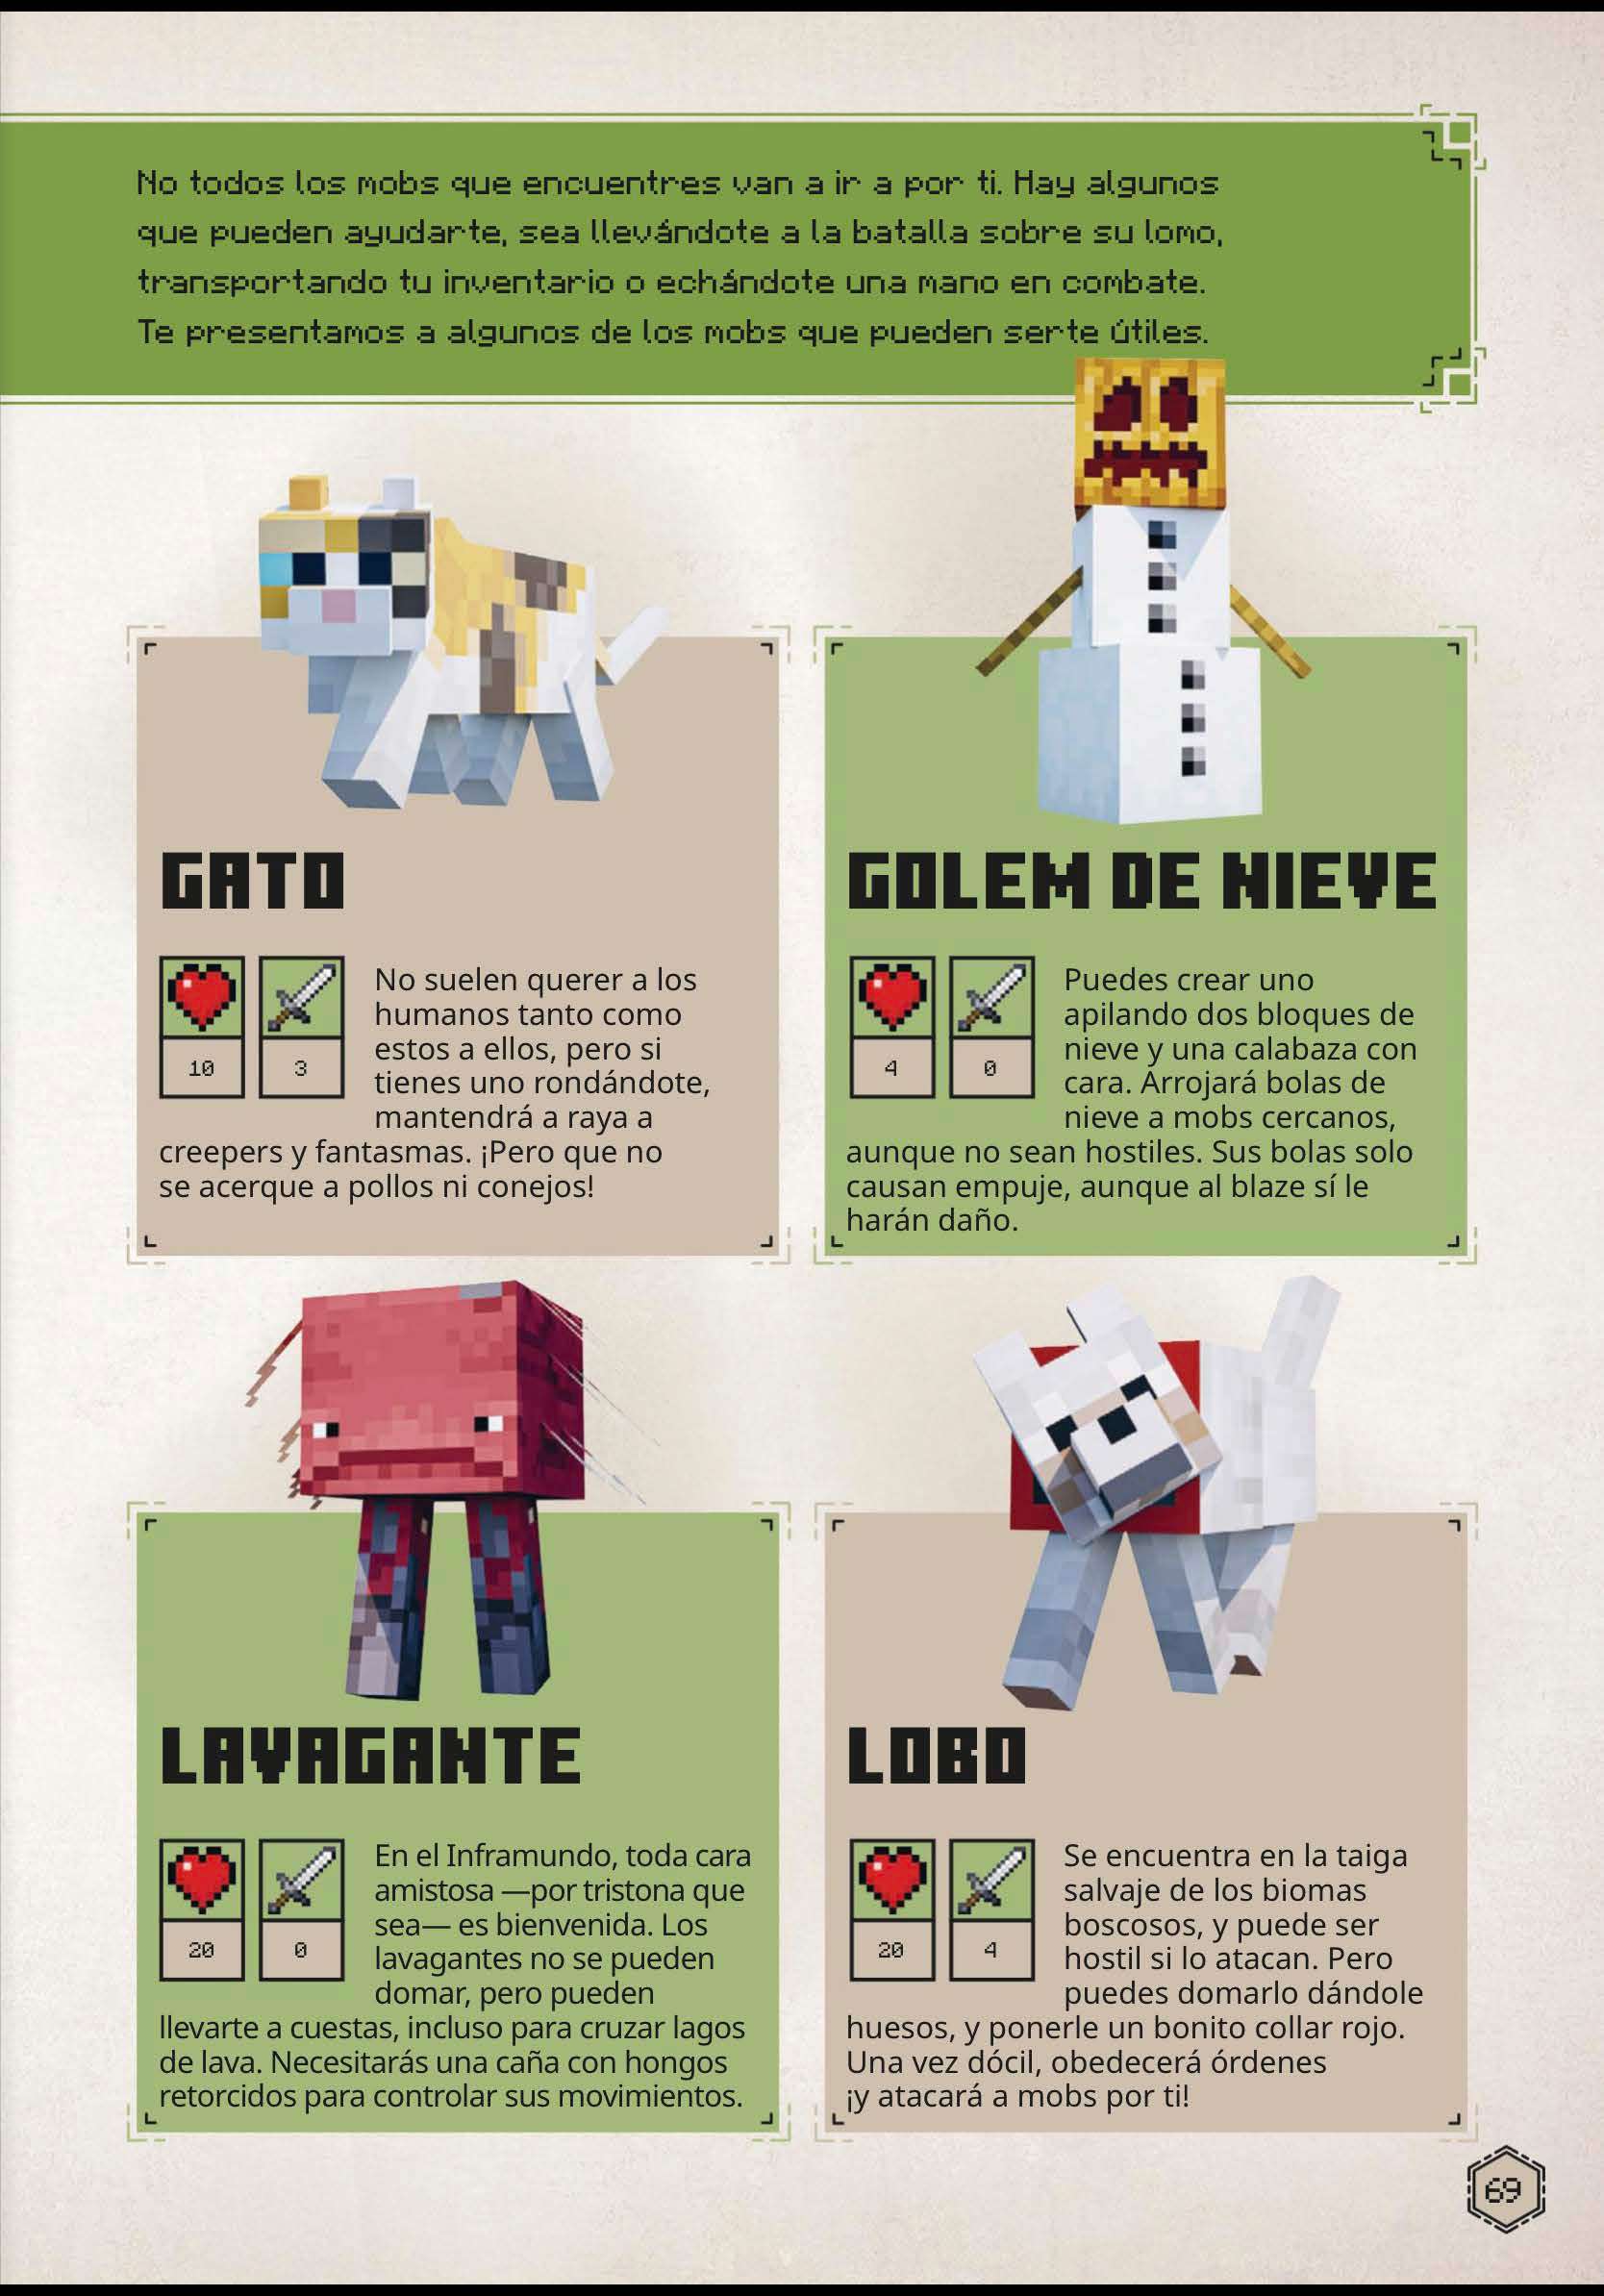 No todos los mobs que encuentres van a ir a por ti. Hay algunos
que pueden ayudarte, sea llevándote a la batalla sobre su lomo,
transportando tu inventario o echándote una mano en combate.
Te presentamos a algunos de los mobs que pueden serte útiles.
GATO
10 3
No suelen querer a los
humanos tanto como
estos a ellos, pero si
tienes uno rondándote,
mantendrá a raya a
creepers y fantasmas. ¡Pero que no
se acerque a pollos ni conejos!
GOLEM DE NIEVE
4 0
Puedes crear uno
apilando dos bloques de
nieve y una calabaza con
cara. Arrojará bolas de
nieve a mobs cercanos,
aunque no sean hostiles. Sus bolas solo
causan empuje, aunque al blaze sí le
harán daño.
LAVAGANTE
20 0
En el Inframundo, toda cara
amistosa —por tristona que
sea— es bienvenida. Los
lavagantes no se pueden
domar, pero pueden
llevarte a cuestas, incluso para cruzar lagos
de lava. Necesitarás una caña con hongos
retorcidos para controlar sus movimientos.
LOBO
20 4
Se encuentra en la taiga
salvaje de los biomas
boscosos, y puede ser
hostil si lo atacan. Pero
puedes domarlo dándole
huesos, y ponerle un bonito collar rojo.
Una vez dócil, obedecerá órdenes
¡y atacará a mobs por ti!
69